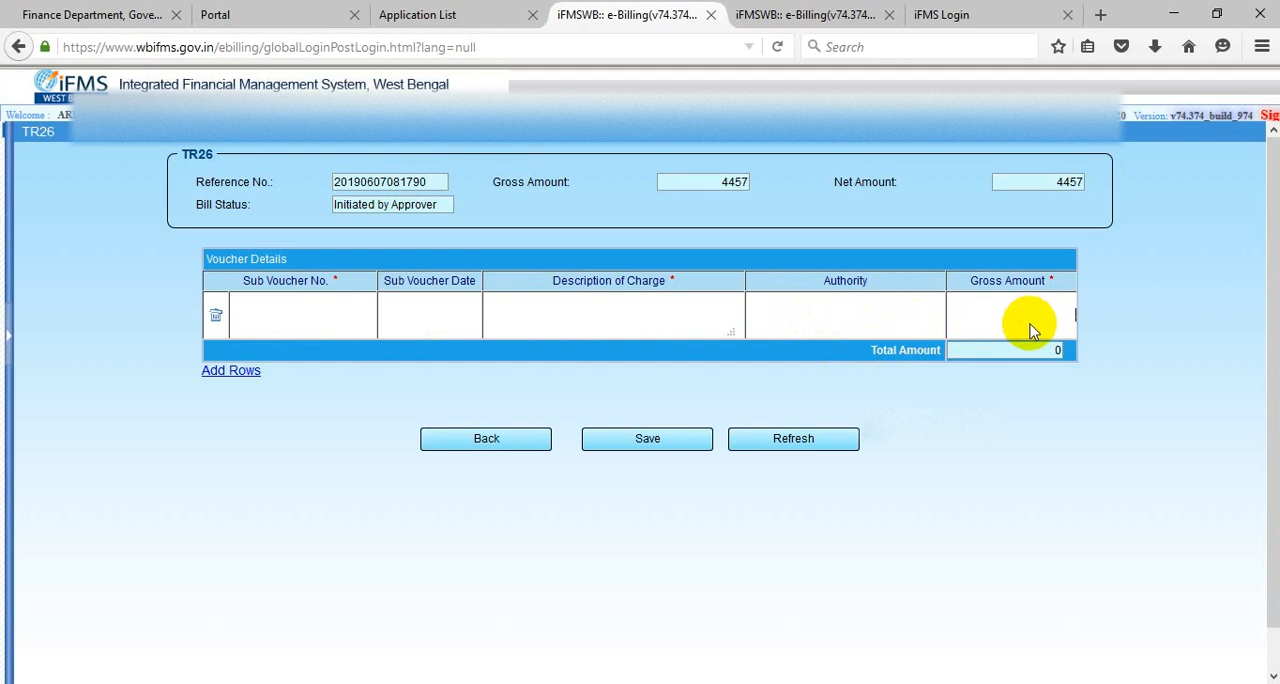 Finance Department, Gove...
Portal
Application List
iFMSWB:: e-Billing(v74.374,...
iFMSWB:: e-Billing(v74.374,...
iFMS Login
https://www.wbifms.gov.in/ebilling/globalLoginPostLogin.html?lang=null
Search
iFMS Integrated Financial Management System, West Bengal
Welcome : Version: v74.374_build_974
TR26
TR26
Reference No.: 20190607081790 Gross Amount: 4457 Net Amount: 4457
Bill Status: Initiated by Approver
Voucher Details
Sub Voucher No. * Sub Voucher Date Description of Charge * Authority Gross Amount *
Total Amount 0
Add Rows
Back Save Refresh